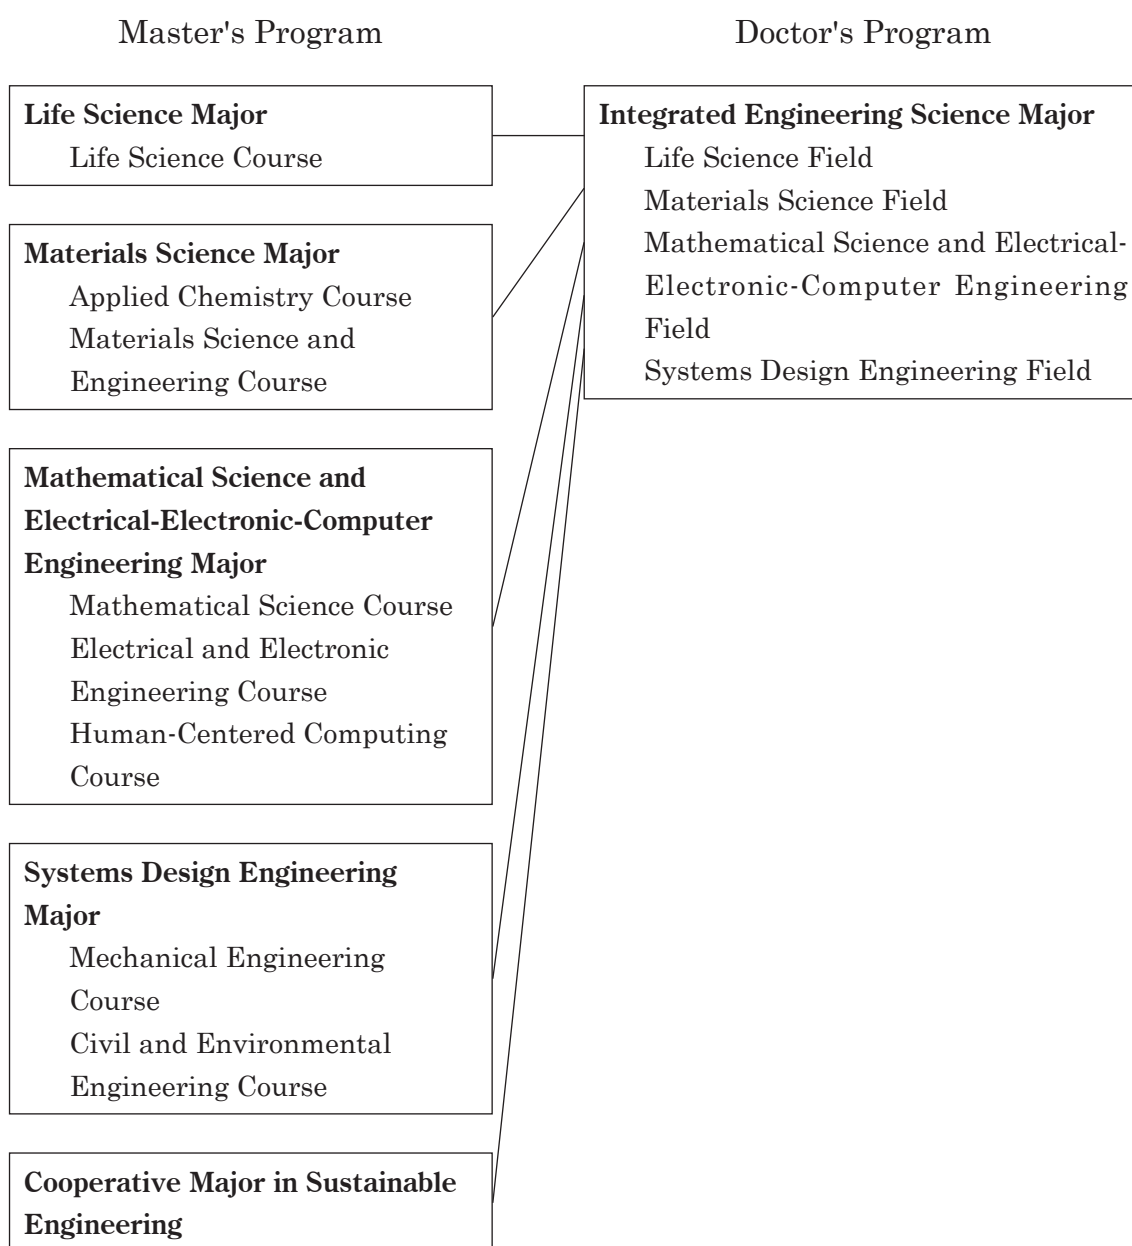 Master's Program
Doctor's Program
Life Science Major
Life Science Course
Materials Science Major
Applied Chemistry Course
Materials Science and
Engineering Course
Mathematical Science and
Electrical-Electronic-Computer
Engineering Major
Mathematical Science Course
Electrical and Electronic
Engineering Course
Human-Centered Computing
Course
Systems Design Engineering
Major
Mechanical Engineering
Course
Civil and Environmental
Engineering Course
Cooperative Major in Sustainable
Engineering
Integrated Engineering Science Major
Life Science Field
Materials Science Field
Mathematical Science and Electrical-
Electronic-Computer Engineering
Field
Systems Design Engineering Field